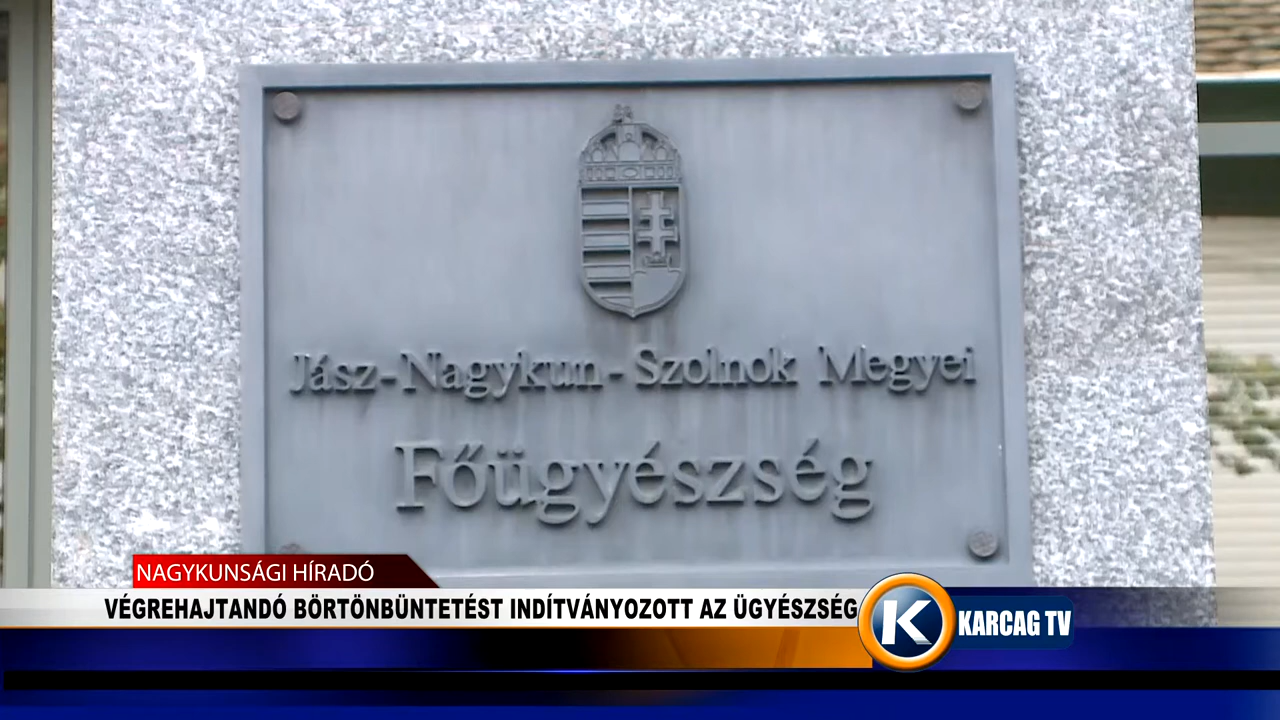 Jász-Nagykun-Szolnok Megyei
Főügyészség
NAGYKUNSÁGI HÍRADÓ
VÉGREHAJTANDÓ BÖRTÖNBÜNTETÉST INDÍTVÁNYOZOTT AZ ÜGYÉSZSÉG
K KARCAG TV